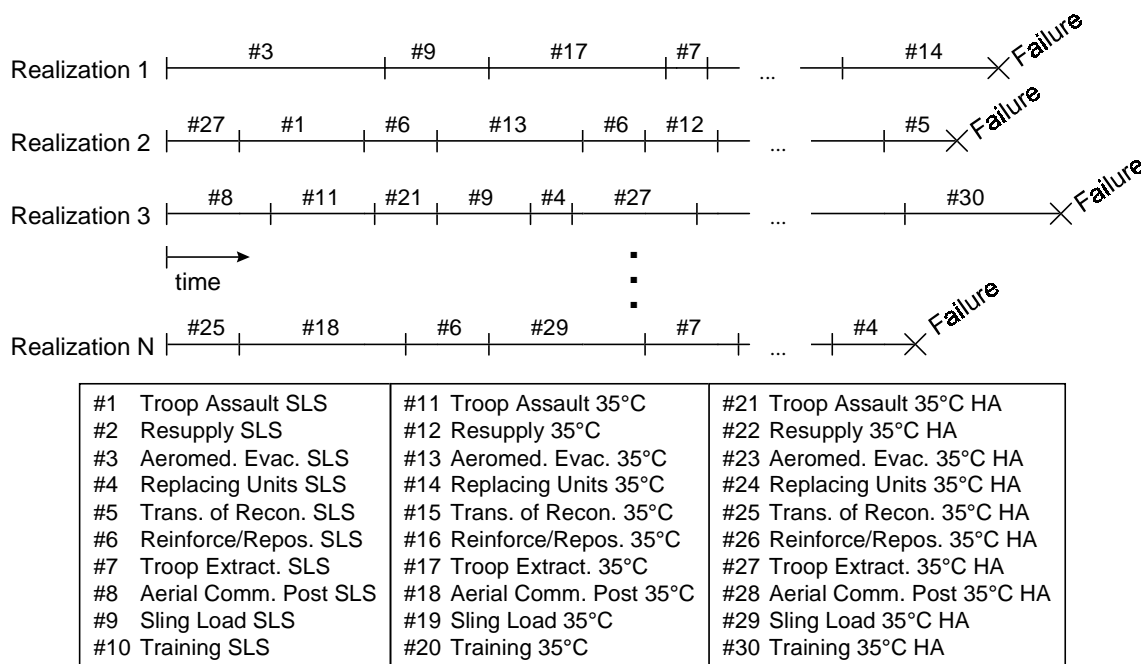 #3 #9 #17 #7 #14 Failure
Realization 1 ...
#27 #1 #6 #13 #6 #12 #5 Failure
Realization 2 ...
#8 #11 #21 #9 #4 #27 #30 Failure
Realization 3 ...
time
#25 #18 #6 #29 #7 #4 Failure
Realization N ...
#1 Troop Assault SLS #11 Troop Assault 35°C #21 Troop Assault 35°C HA
#2 Resupply SLS #12 Resupply 35°C #22 Resupply 35°C HA
#3 Aeromed. Evac. SLS #13 Aeromed. Evac. 35°C #23 Aeromed. Evac. 35°C HA
#4 Replacing Units SLS #14 Replacing Units 35°C #24 Replacing Units 35°C HA
#5 Trans. of Recon. SLS #15 Trans. of Recon. 35°C #25 Trans. of Recon. 35°C HA
#6 Reinforce/Repos. SLS #16 Reinforce/Repos. 35°C #26 Reinforce/Repos. 35°C HA
#7 Troop Extract. SLS #17 Troop Extract. 35°C #27 Troop Extract. 35°C HA
#8 Aerial Comm. Post SLS #18 Aerial Comm. Post 35°C #28 Aerial Comm. Post 35°C HA
#9 Sling Load SLS #19 Sling Load 35°C #29 Sling Load 35°C HA
#10 Training SLS #20 Training 35°C #30 Training 35°C HA